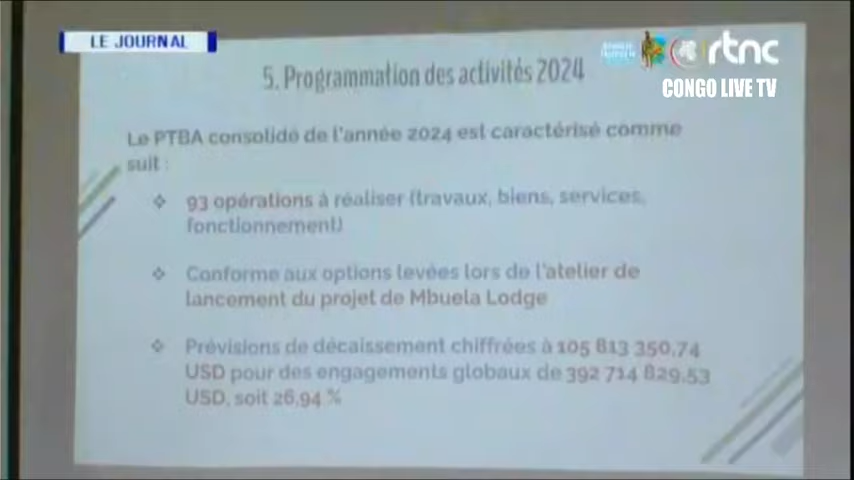 LE JOURNAL
rtnc
CONGO LIVE TV
5. Programmation des activités 2024
Le PTBA consolidé de l'année 2024 est caractérisé comme
suit :
93 opérations à réaliser (travaux, biens, services,
fonctionnement)
Conforme aux options levées lors de l'atelier de
lancement du projet de Mbuela Lodge
Prévisions de décaissement chiffrées à 105 813 350,74
USD pour des engagements globaux de 392 714 829,53
USD, soit 26,94 %